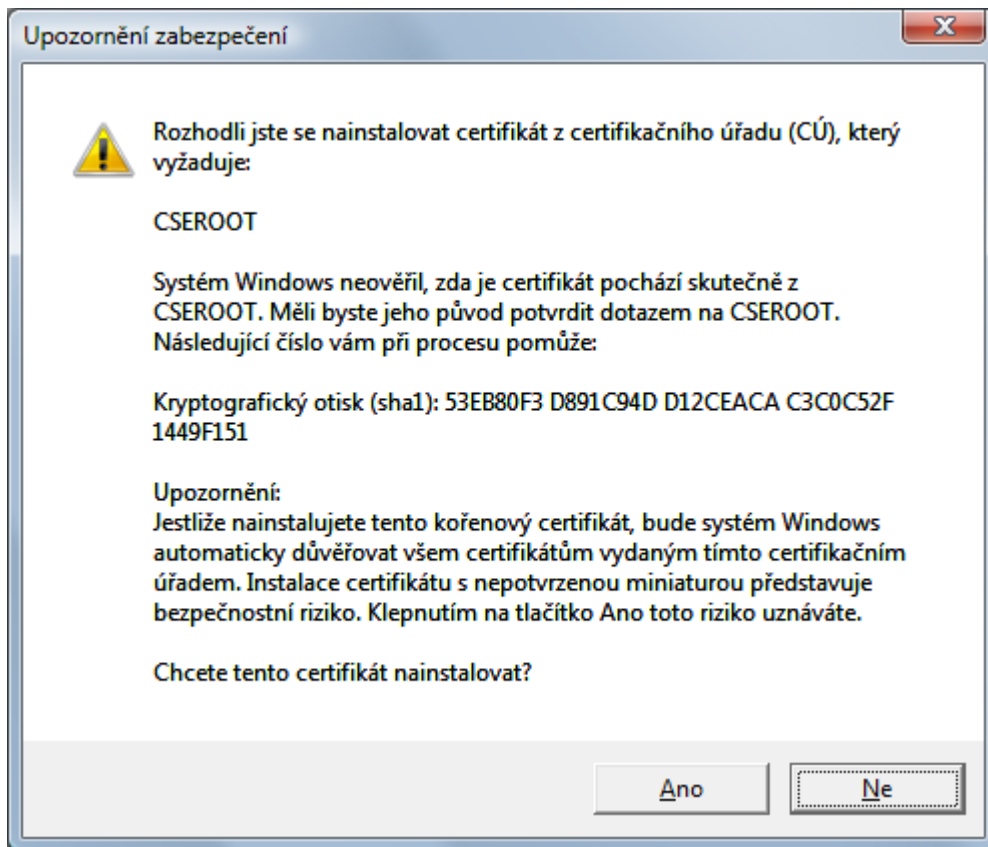 Upozornění zabezpečení
Rozhodli jste se nainstalovat certifikát z certifikačního úřadu (CÚ), který
vyžaduje:
CSEROOT
Systém Windows neověřil, zda je certifikát pochází skutečně z
CSEROOT. Měli byste jeho původ potvrdit dotazem na CSEROOT.
Následující číslo vám při procesu pomůže:
Kryptografický otisk (sha1): 53EB80F3 D891C94D D12CEACA C3C0C52F
1449F151
Upozornění:
Jestliže nainstalujete tento kořenový certifikát, bude systém Windows
automaticky důvěřovat všem certifikátům vydaným tímto certifikačním
úřadem. Instalace certifikátu s nepotvrzenou miniaturou představuje
bezpečnostní riziko. Klepnutím na tlačítko Ano toto riziko uznáváte.
Chcete tento certifikát nainstalovat?
Ano
Ne